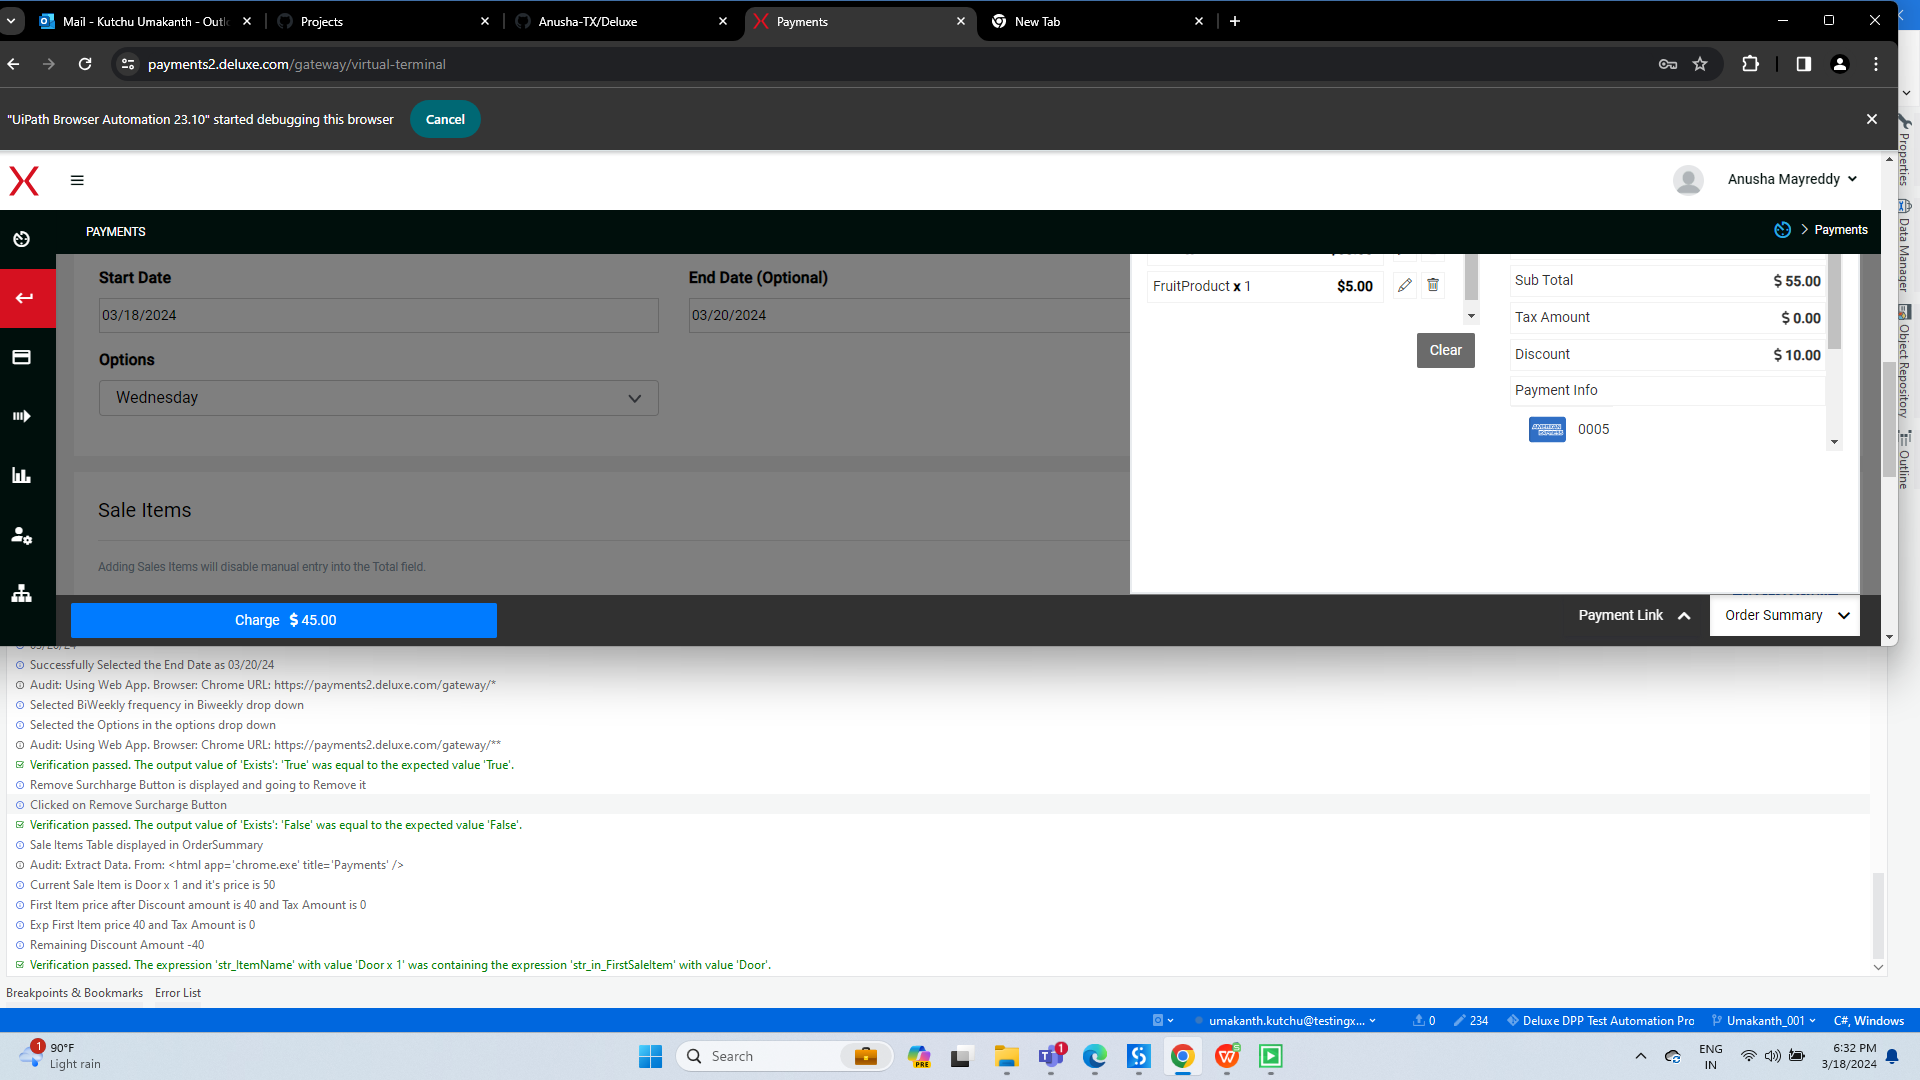 Mail - Kutchu Umakanth - Outlo
Projects
Anusha-TX/Deluxe
Payments
New Tab
payments2.deluxe.com/gateway/virtual-terminal
"UiPath Browser Automation 23.10" started debugging this browser
Cancel
Anusha Mayreddy
PAYMENTS
Payments
Start Date
End Date (Optional)
03/18/2024
03/20/2024
Options
Wednesday
Sale Items
Adding Sales Items will disable manual entry into the Total field.
FruitProduct x 1
$5.00
Clear
Sub Total
$ 55.00
Tax Amount
$ 0.00
Discount
$ 10.00
Payment Info
0005
Charge $ 45.00
Payment Link
Order Summary
Properties
Data Manager
Object Repository
Outline
03/20/24
Successfully Selected the End Date as 03/20/24
Audit: Using Web App. Browser: Chrome URL: https://payments2.deluxe.com/gateway/*
Selected BiWeekly frequency in Biweekly drop down
Selected the Options in the options drop down
Audit: Using Web App. Browser: Chrome URL: https://payments2.deluxe.com/gateway/**
Verification passed. The output value of 'Exists': 'True' was equal to the expected value 'True'.
Remove Surchharge Button is displayed and going to Remove it
Clicked on Remove Surcharge Button
Verification passed. The output value of 'Exists': 'False' was equal to the expected value 'False'.
Sale Items Table displayed in OrderSummary
Audit: Extract Data. From: <html app='chrome.exe' title='Payments' />
Current Sale Item is Door x 1 and it's price is 50
First Item price after Discount amount is 40 and Tax Amount is 0
Exp First Item price 40 and Tax Amount is 0
Remaining Discount Amount -40
Verification passed. The expression 'str_ItemName' with value 'Door x 1' was containing the expression 'str_in_FirstSaleItem' with value 'Door'.
Breakpoints & Bookmarks
Error List
umakanth.kutchu@testingx...
0
234
Deluxe DPP Test Automation Pro
Umakanth_001
C#, Windows
1
90°F
Light rain
Search
PRE
1
ENG
IN
6:32 PM
3/18/2024